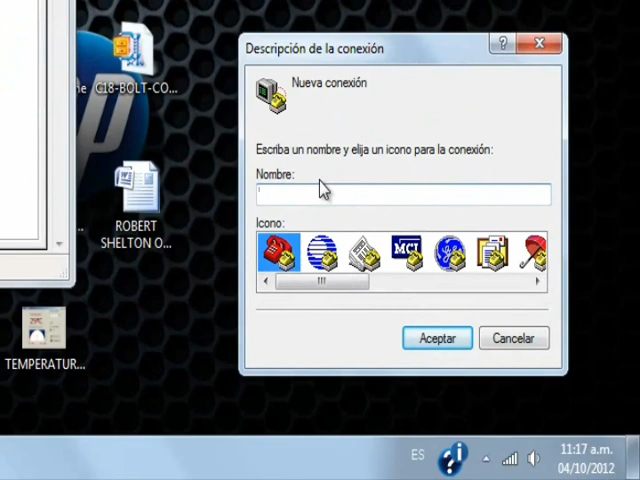 Descripción de la conexión
Nueva conexión
Escriba un nombre y elija un icono para la conexión:
Nombre:
Icono:
MCI
Aceptar
Cancelar
C18-BOLT-CO...
ROBERT
SHELTON O...
TEMPERATUR...
ES
11:17 a.m.
04/10/2012